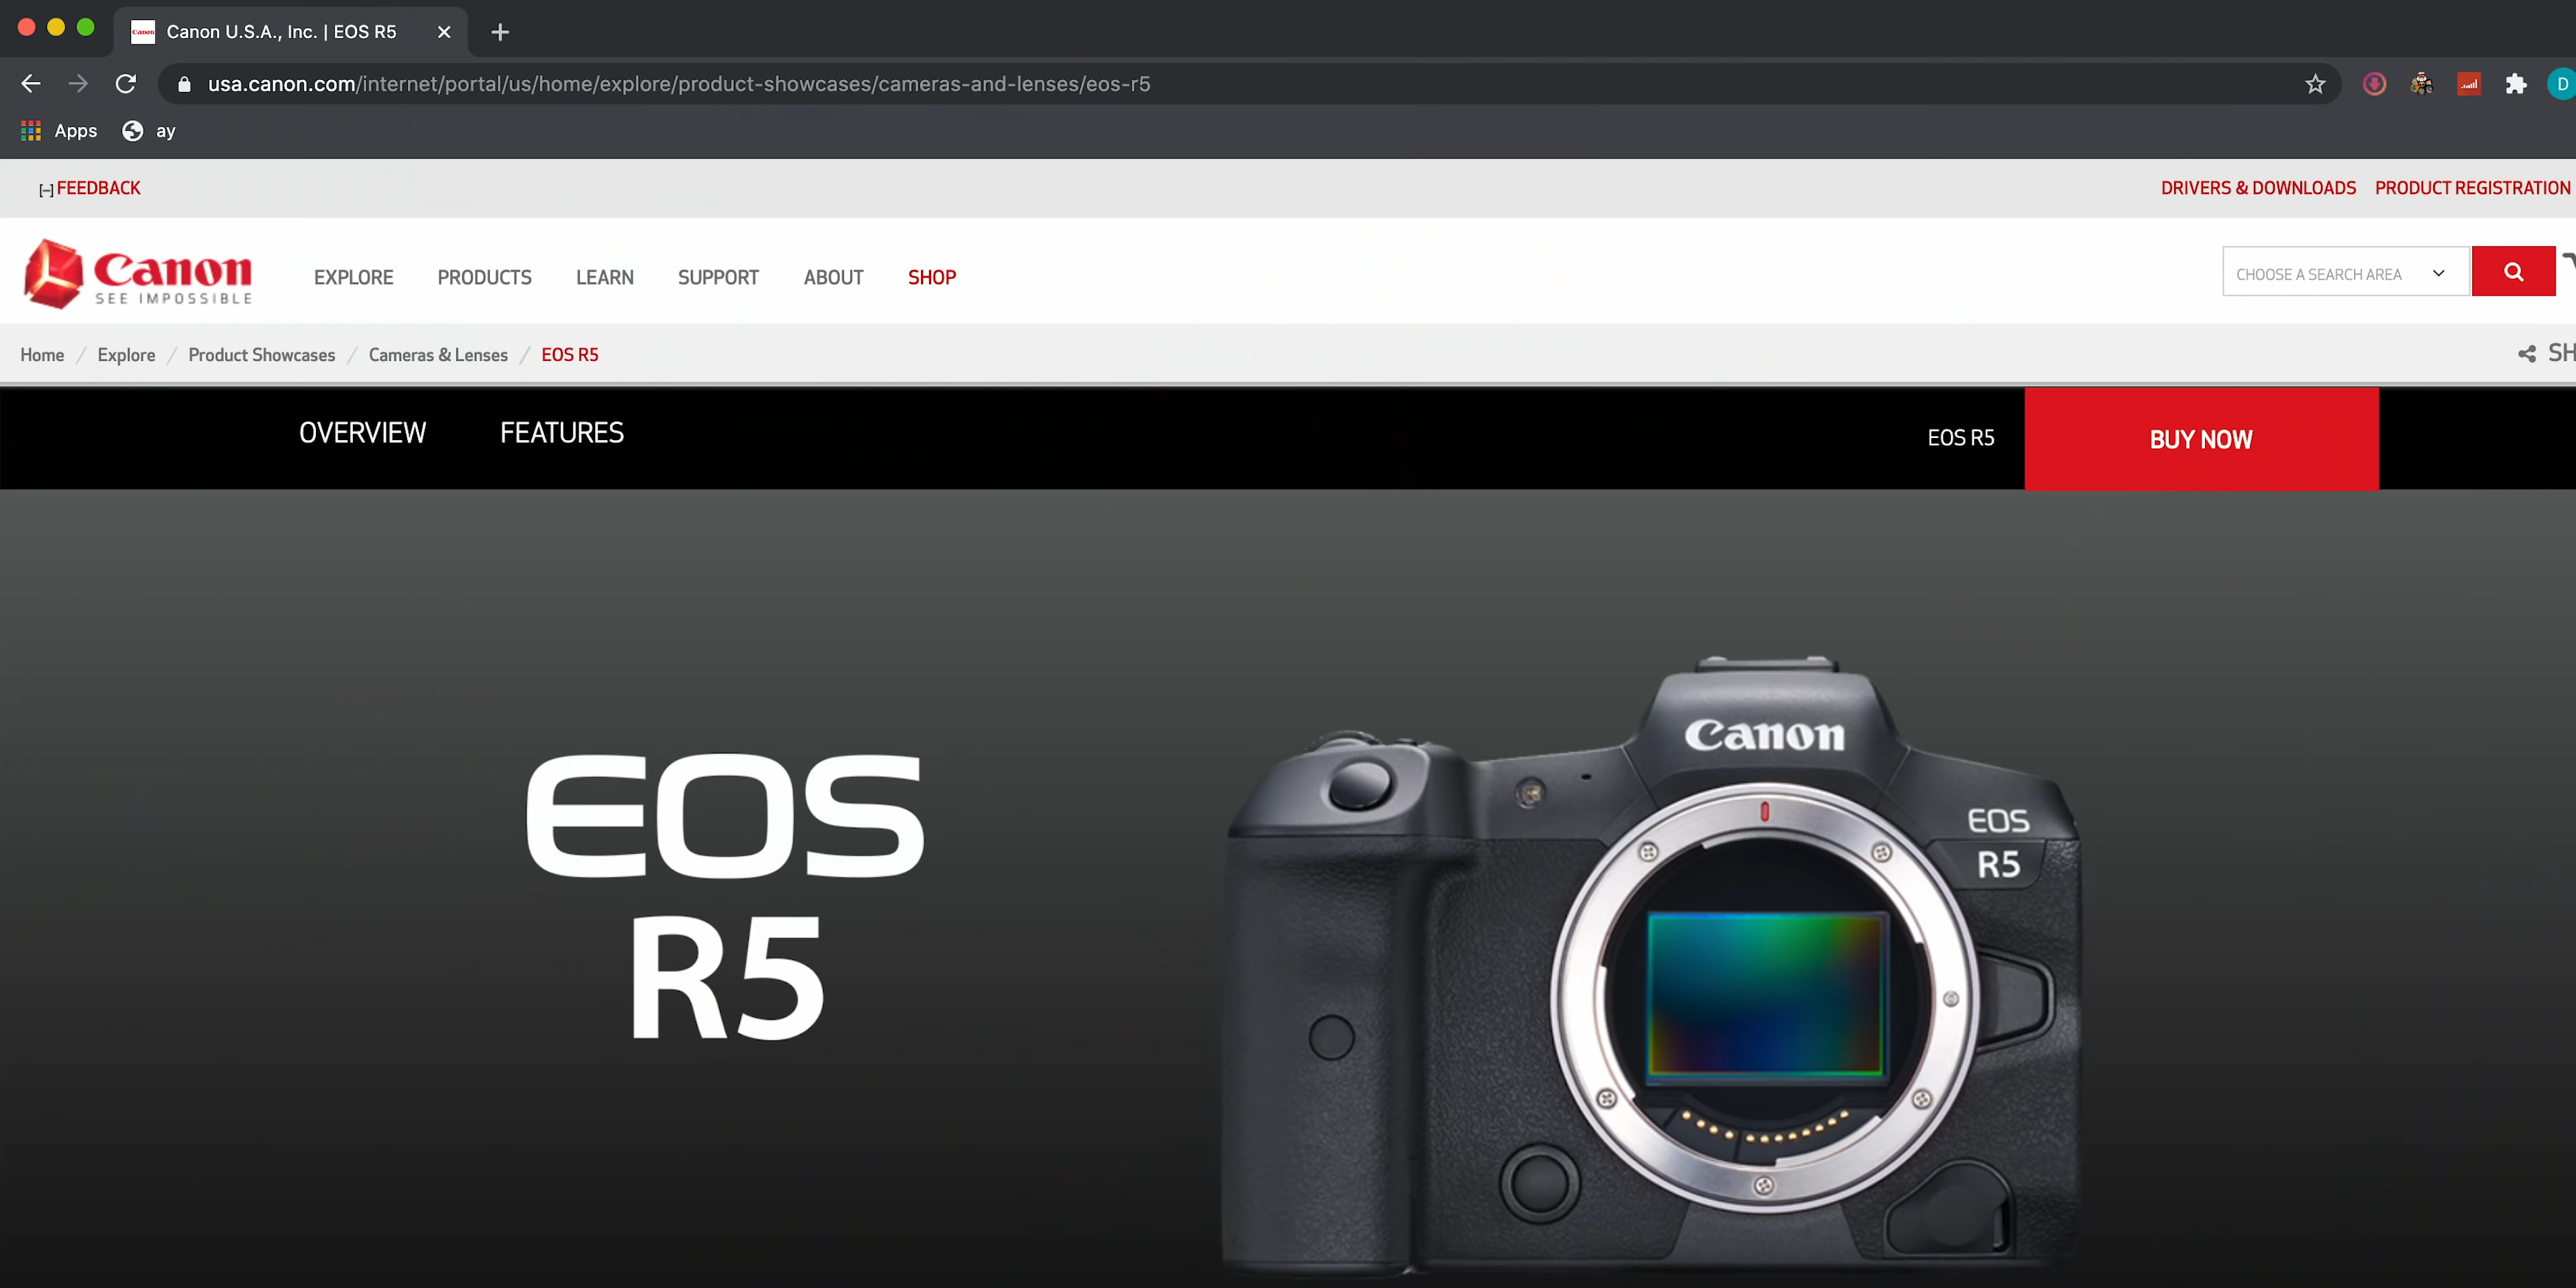 Canon U.S.A., Inc. | EOS R5
usa.canon.com/internet/portal/us/home/explore/product-showcases/cameras-and-lenses/eos-r5
D
Apps ay
[-] FEEDBACK
DRIVERS & DOWNLOADS PRODUCT REGISTRATION
Canon
SEE IMPOSSIBLE
EXPLORE PRODUCTS LEARN SUPPORT ABOUT SHOP
CHOOSE A SEARCH AREA
Home / Explore / Product Showcases / Cameras & Lenses / EOS R5
OVERVIEW FEATURES
EOS R5
BUY NOW
EOS
R5
Canon
EOS
R5